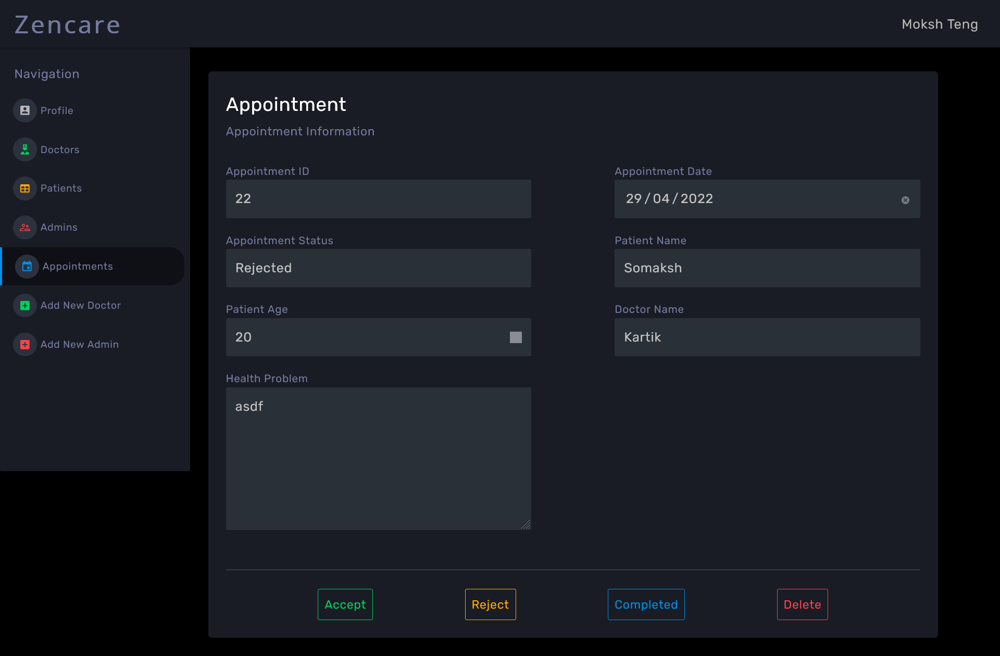 Zencare
Moksh Teng
Navigation
Profile
Doctors
Patients
Admins
Appointments
Add New Doctor
Add New Admin
Appointment
Appointment Information
Appointment ID
22
Appointment Date
29/04/2022
Appointment Status
Rejected
Patient Name
Somaksh
Patient Age
20
Doctor Name
Kartik
Health Problem
asdf
Accept
Reject
Completed
Delete